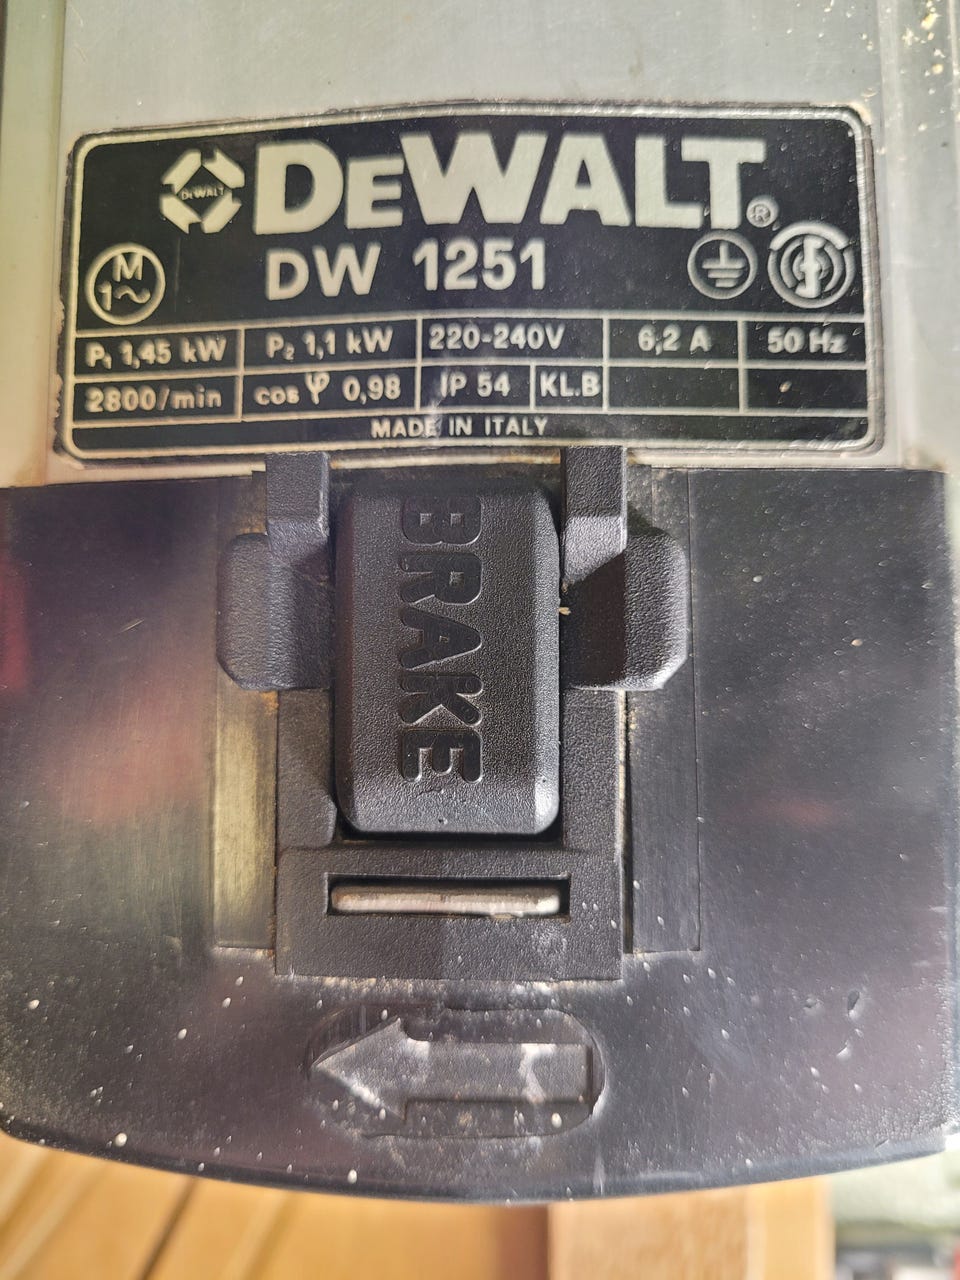 DEWALT
DEWALT®
DW 1251
M
1~
P₁ 1,45 kW
P₂ 1,1 kW
220-240V
6,2 A
50 Hz
2800/min
cos φ 0,98
IP 54
KL.B
MADE IN ITALY
BRAKE